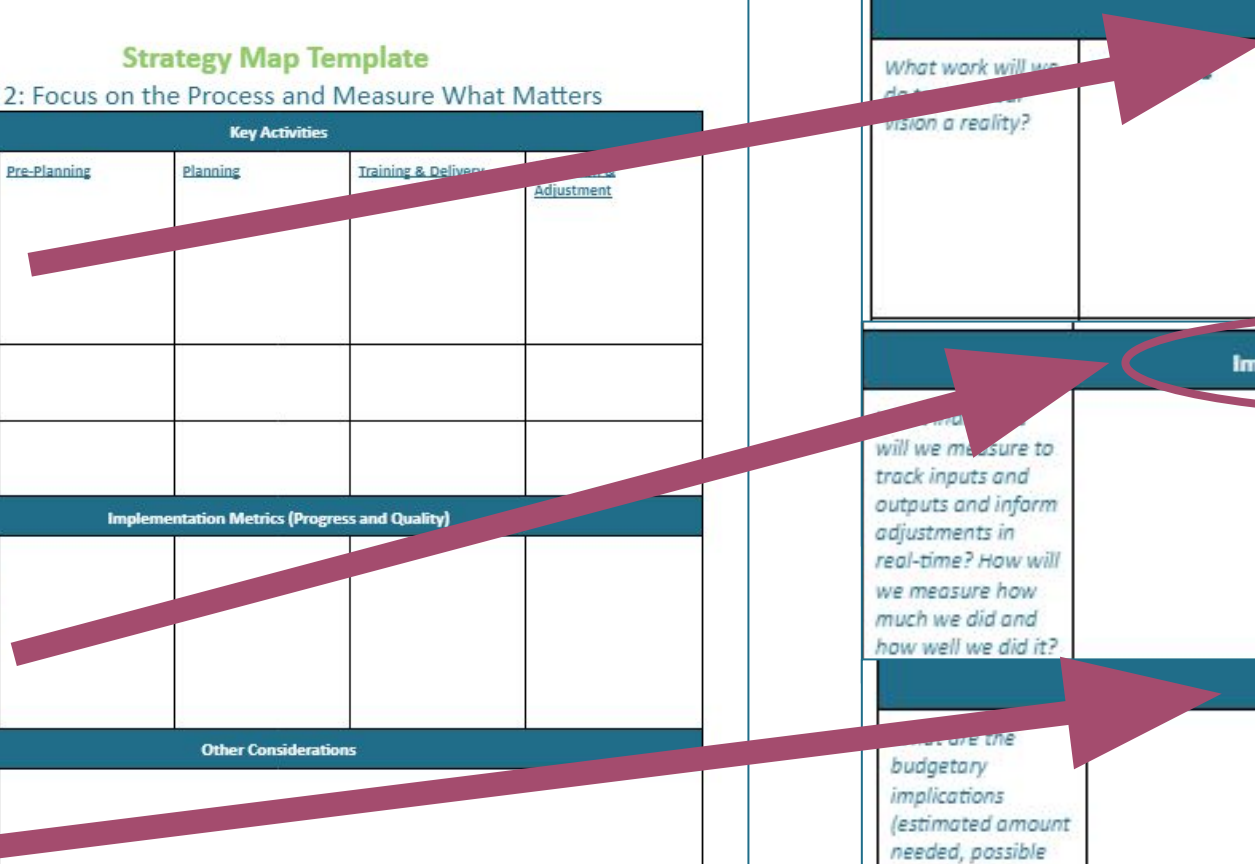 Strategy Map Template
2: Focus on the Process and Measure What Matters
Key Activities
Pre-Planning
Planning
Training & Delivery
&
Adjustment
Implementation Metrics (Progress and Quality)
Other Considerations
What work will we
vision a reality?
Im
will we measure to
track inputs and
outputs and inform
adjustments in
real-time? How will
we measure how
much we did and
how well we did it?
are the
budgetary
implications
(estimated amount
needed, possible